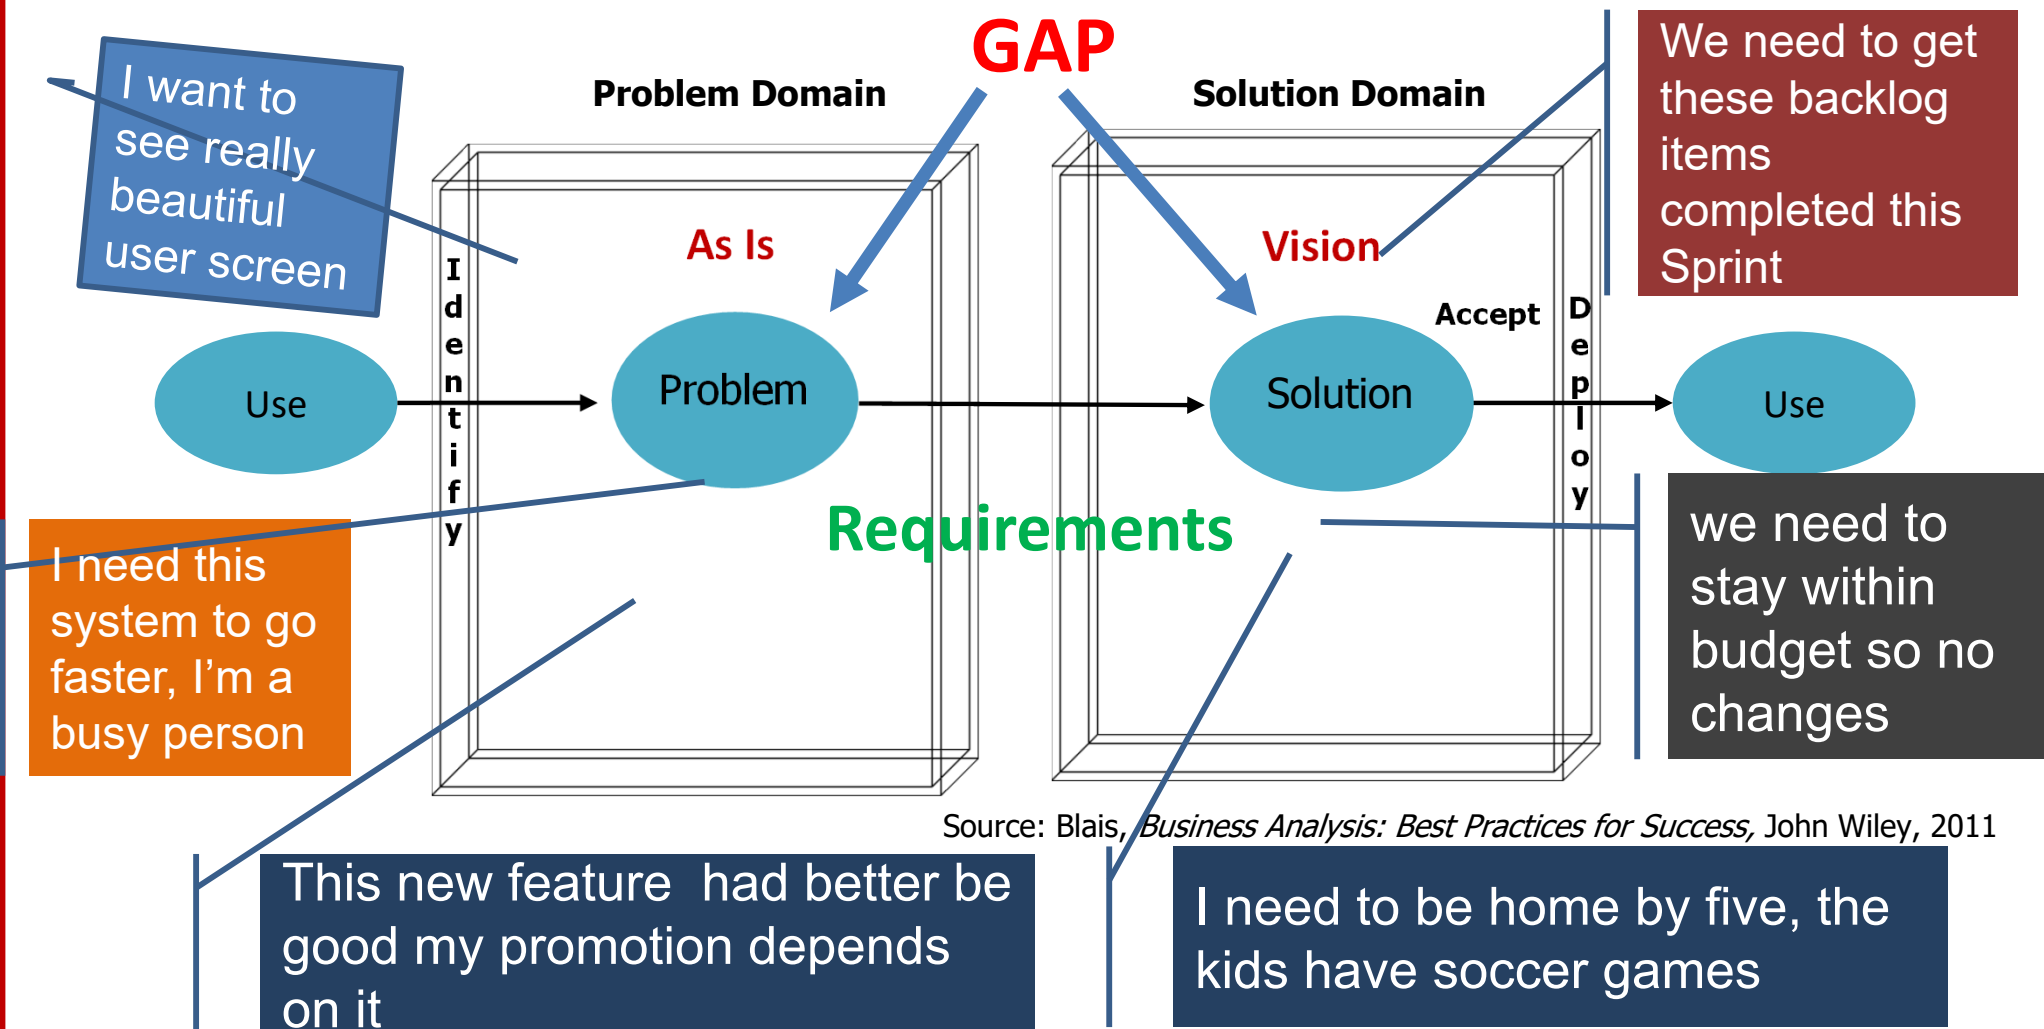 GAP
Problem Domain
Solution Domain
I want to
see really
beautiful
user screen
We need to get
these backlog
items
completed this
Sprint
As Is
Vision
Identify
Accept
Deploy
Use
Problem
Solution
Use
Requirements
I need this
system to go
faster, I’m a
busy person
we need to
stay within
budget so no
changes
Source: Blais, Business Analysis: Best Practices for Success, John Wiley, 2011
This new feature  had better be
good my promotion depends
on it
I need to be home by five, the
kids have soccer games